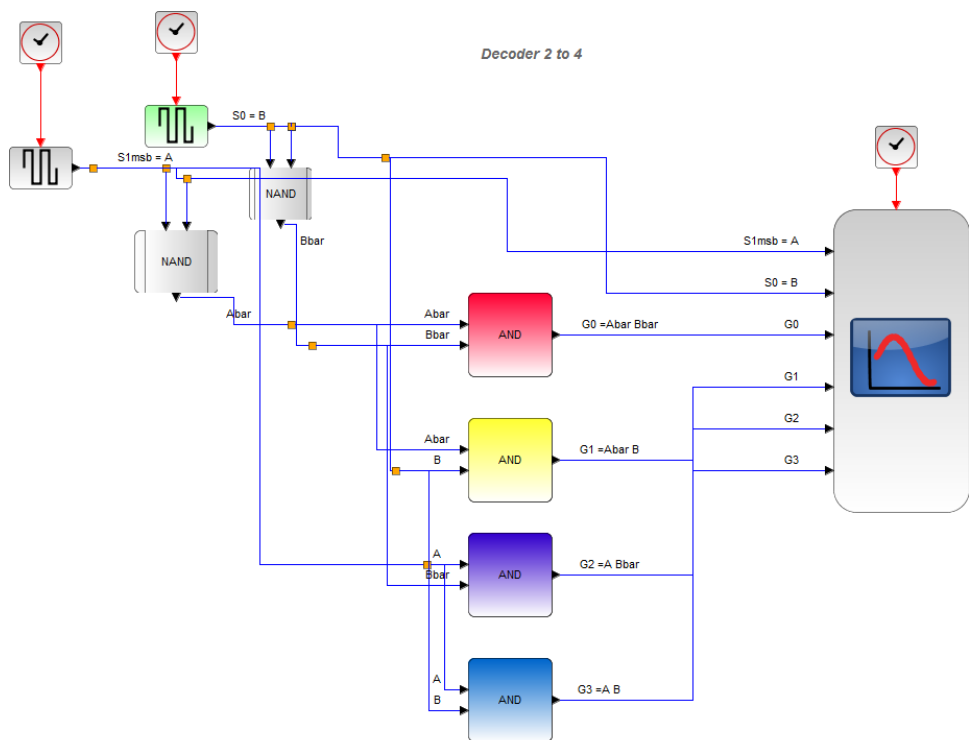 Decoder 2 to 4
S0 = B
S1msb = A
NAND
Bbar
NAND
Abar
S1msb = A
S0 = B
Abar
Bbar
AND
G0 =Abar Bbar
G0
G1
G2
G3
Abar
B
AND
G1 =Abar B
A
Bbar
AND
G2 =A Bbar
A
B
AND
G3 =A B